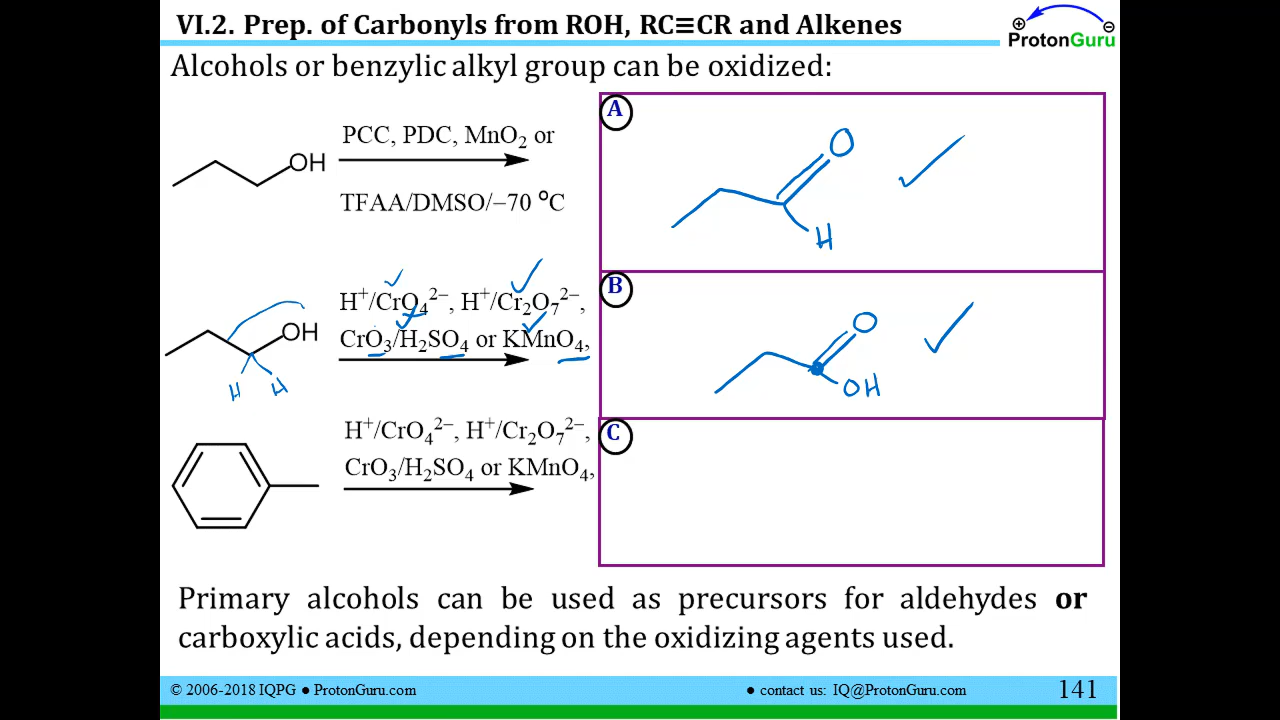 VI.2. Prep. of Carbonyls from ROH, RC≡CR and Alkenes
⊕ ⊖
ProtonGuru
Alcohols or benzylic alkyl group can be oxidized:
A
PCC, PDC, MnO₂ or
OH
TFAA/DMSO/–70 °C
O
H
B
H⁺/CrO₄²⁻, H⁺/Cr₂O₇²⁻,
OH
CrO₃/H₂SO₄ or KMnO₄,
H H
O
OH
C
H⁺/CrO₄²⁻, H⁺/Cr₂O₇²⁻,
CrO₃/H₂SO₄ or KMnO₄,
Primary alcohols can be used as precursors for aldehydes or
carboxylic acids, depending on the oxidizing agents used.
© 2006-2018 IQPG ● ProtonGuru.com
● contact us: IQ@ProtonGuru.com
141